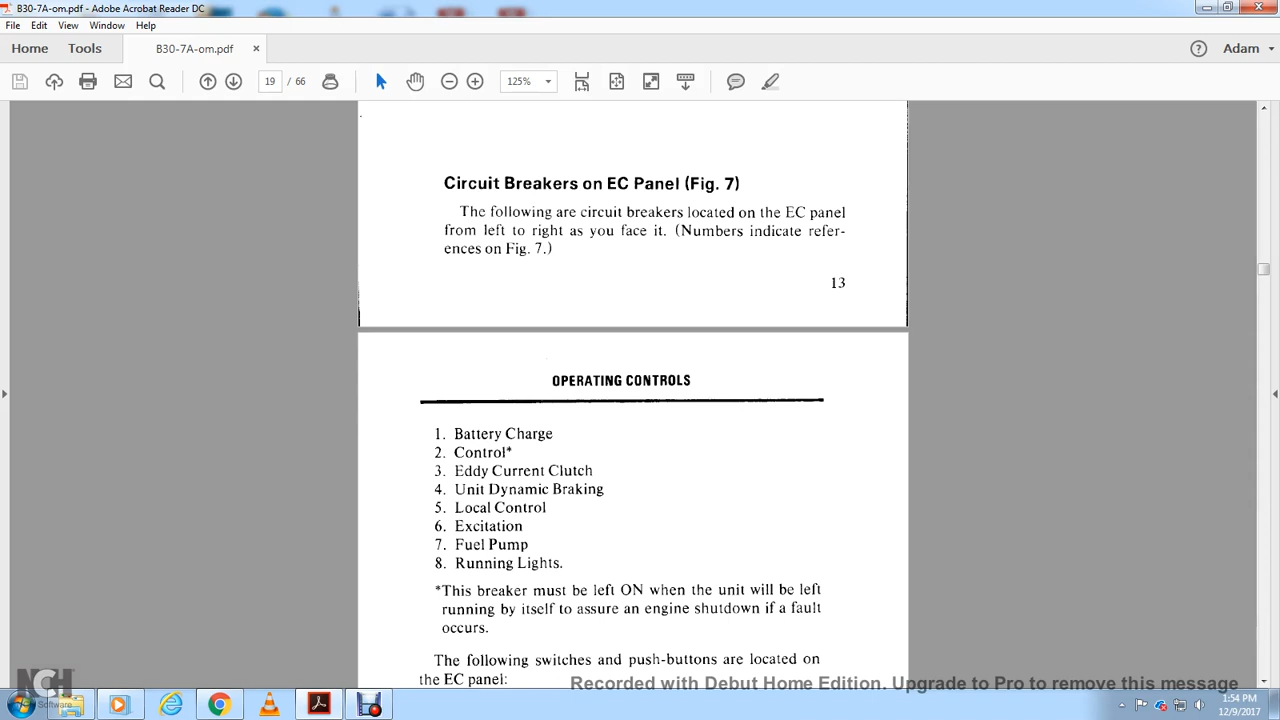 B30-7A-om.pdf - Adobe Acrobat Reader DC
File Edit View Window Help
Home Tools B30-7A-om.pdf × Adam
19 / 66 125%
Circuit Breakers on EC Panel (Fig. 7)
The following are circuit breakers located on the EC panel
from left to right as you face it. (Numbers indicate refer-
ences on Fig. 7.)
13
OPERATING CONTROLS
1. Battery Charge
2. Control*
3. Eddy Current Clutch
4. Unit Dynamic Braking
5. Local Control
6. Excitation
7. Fuel Pump
8. Running Lights.
*This breaker must be left ON when the unit will be left
running by itself to assure an engine shutdown if a fault
occurs.
The following switches and push-buttons are located on
the EC panel:
NCH
Software
Recorded with Debut Home Edition. Upgrade to Pro to remove this message
1:54 PM
12/9/2017